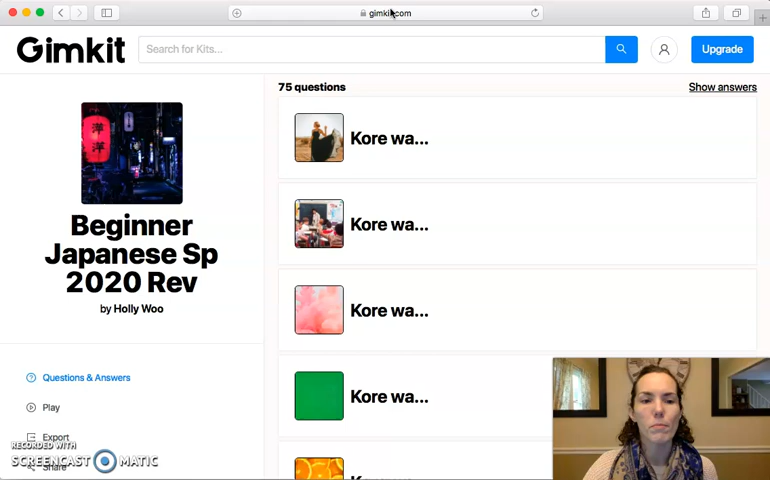 gimkit.com
Gimkit
Search for Kits...
Upgrade
75 questions
Show answers
Kore wa...
Kore wa...
Kore wa...
Kore wa...
Beginner
Japanese Sp
2020 Rev
by Holly Woo
Questions & Answers
Play
Export
Share
RECORDED WITH
SCREENCAST MATIC